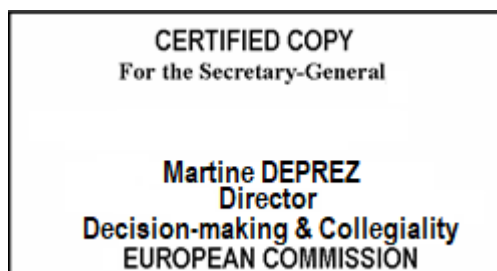 CERTIFIED COPY
For the Secretary-General
Martine DEPREZ
Director
Decision-making & Collegiality
EUROPEAN COMMISSION